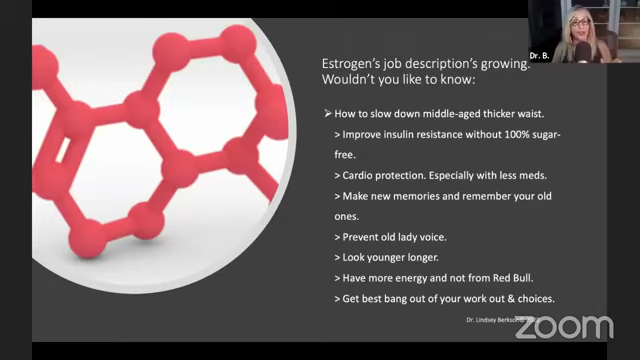 Dr. B.
Estrogen's job description's growing.
Wouldn't you like to know:
➢ How to slow down middle-aged thicker waist.
> Improve insulin resistance without 100% sugar-
free.
> Cardio protection. Especially with less meds.
> Make new memories and remember your old
ones.
> Prevent old lady voice.
> Look younger longer.
> Have more energy and not from Red Bull.
> Get best bang out of your work out & choices.
Dr. Lindsey Berkson©
zoom